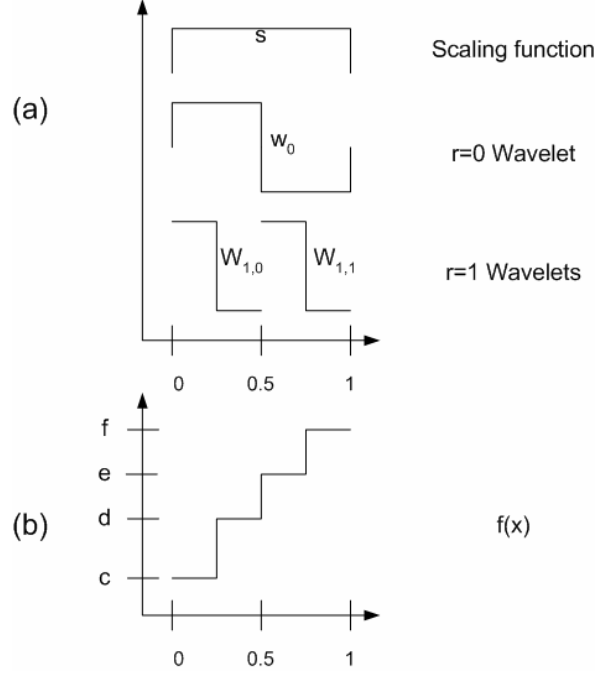 s
Scaling function
(a)
w0
r=0 Wavelet
W1,0
W1,1
r=1 Wavelets
0
0.5
1
f
e
d
c
(b)
f(x)
0
0.5
1